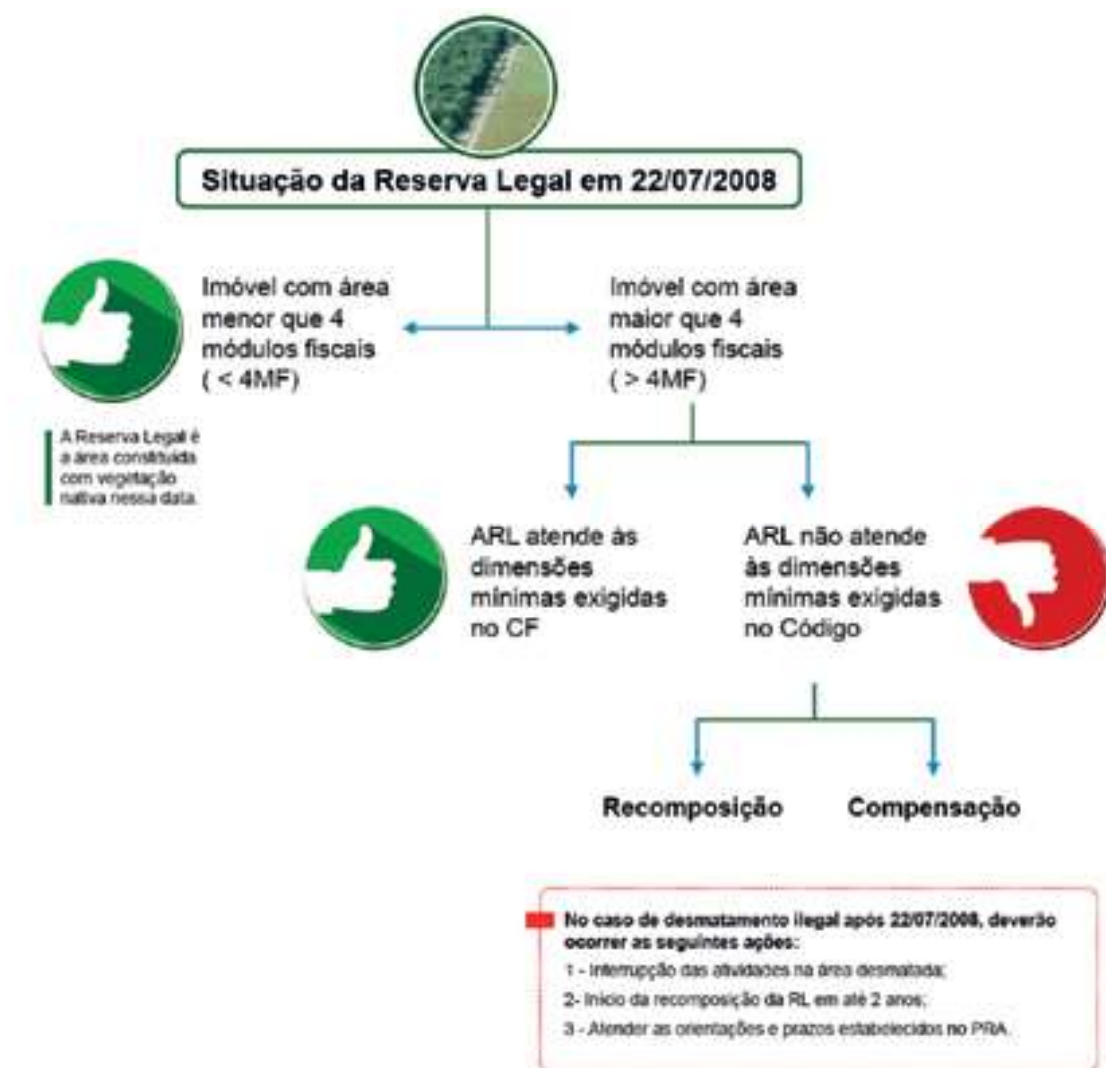 Situação da Reserva Legal em 22/07/2008
Imóvel com área
menor que 4
módulos fiscais
( < 4MF)
A Reserva Legal é
a área constituída
com vegetação
nativa nessa data.
Imóvel com área
maior que 4
módulos fiscais
( > 4MF)
ARL atende às
dimensões
mínimas exigidas
no CF
ARL não atende
às dimensões
mínimas exigidas
no Código
Recomposição
Compensação
No caso de desmatamento ilegal após 22/07/2008, deverão
ocorrer as seguintes ações:
1 - Interrupção das atividades na área desmatada;
2- Início da recomposição da RL em até 2 anos;
3 - Atender as orientações e prazos estabelecidos no PRA.